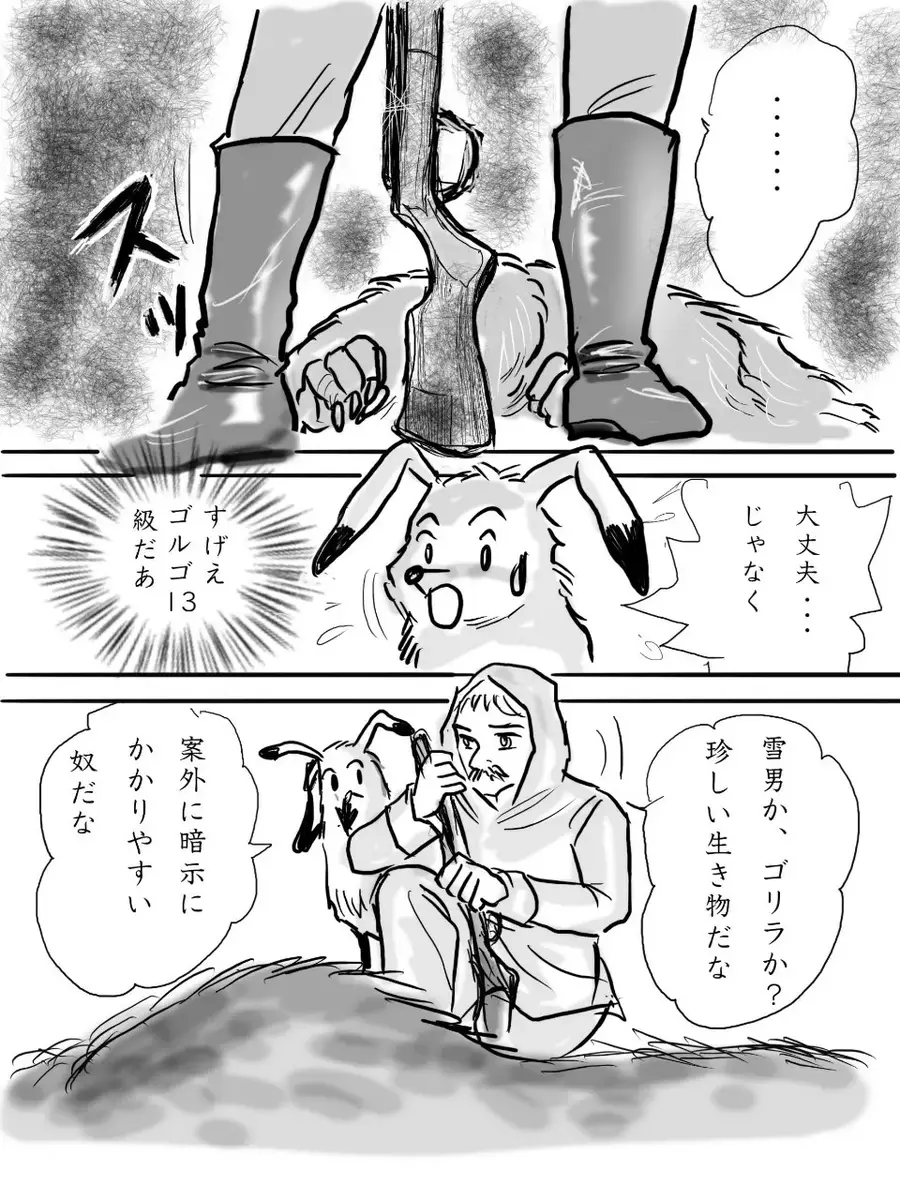 ・・・・・・
スッ
大丈夫・・・
じゃなく
すげえ
ゴルゴ13
級だあ
雪男か、ゴリラか？
珍しい生き物だな
案外に暗示に
かかりやすい
奴だな